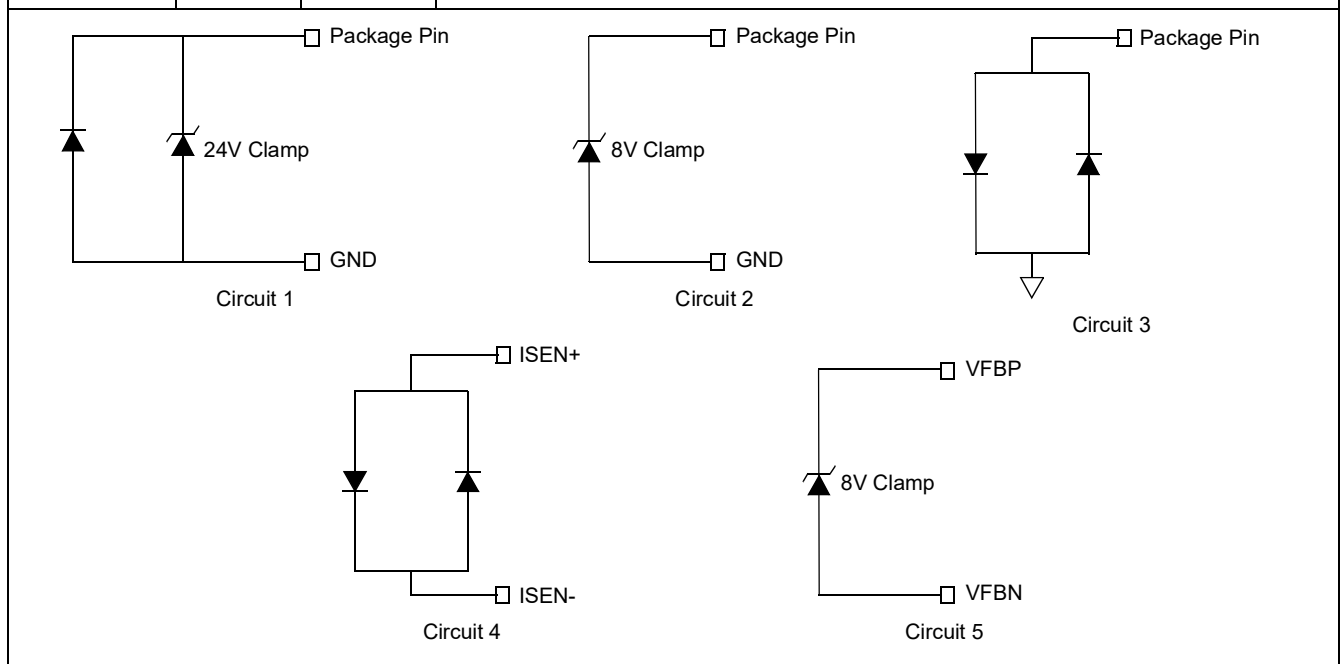 Package Pin
24V Clamp
GND
Circuit 1
Package Pin
8V Clamp
GND
Circuit 2
Package Pin
Circuit 3
ISEN+
ISEN-
Circuit 4
VFBP
8V Clamp
VFBN
Circuit 5